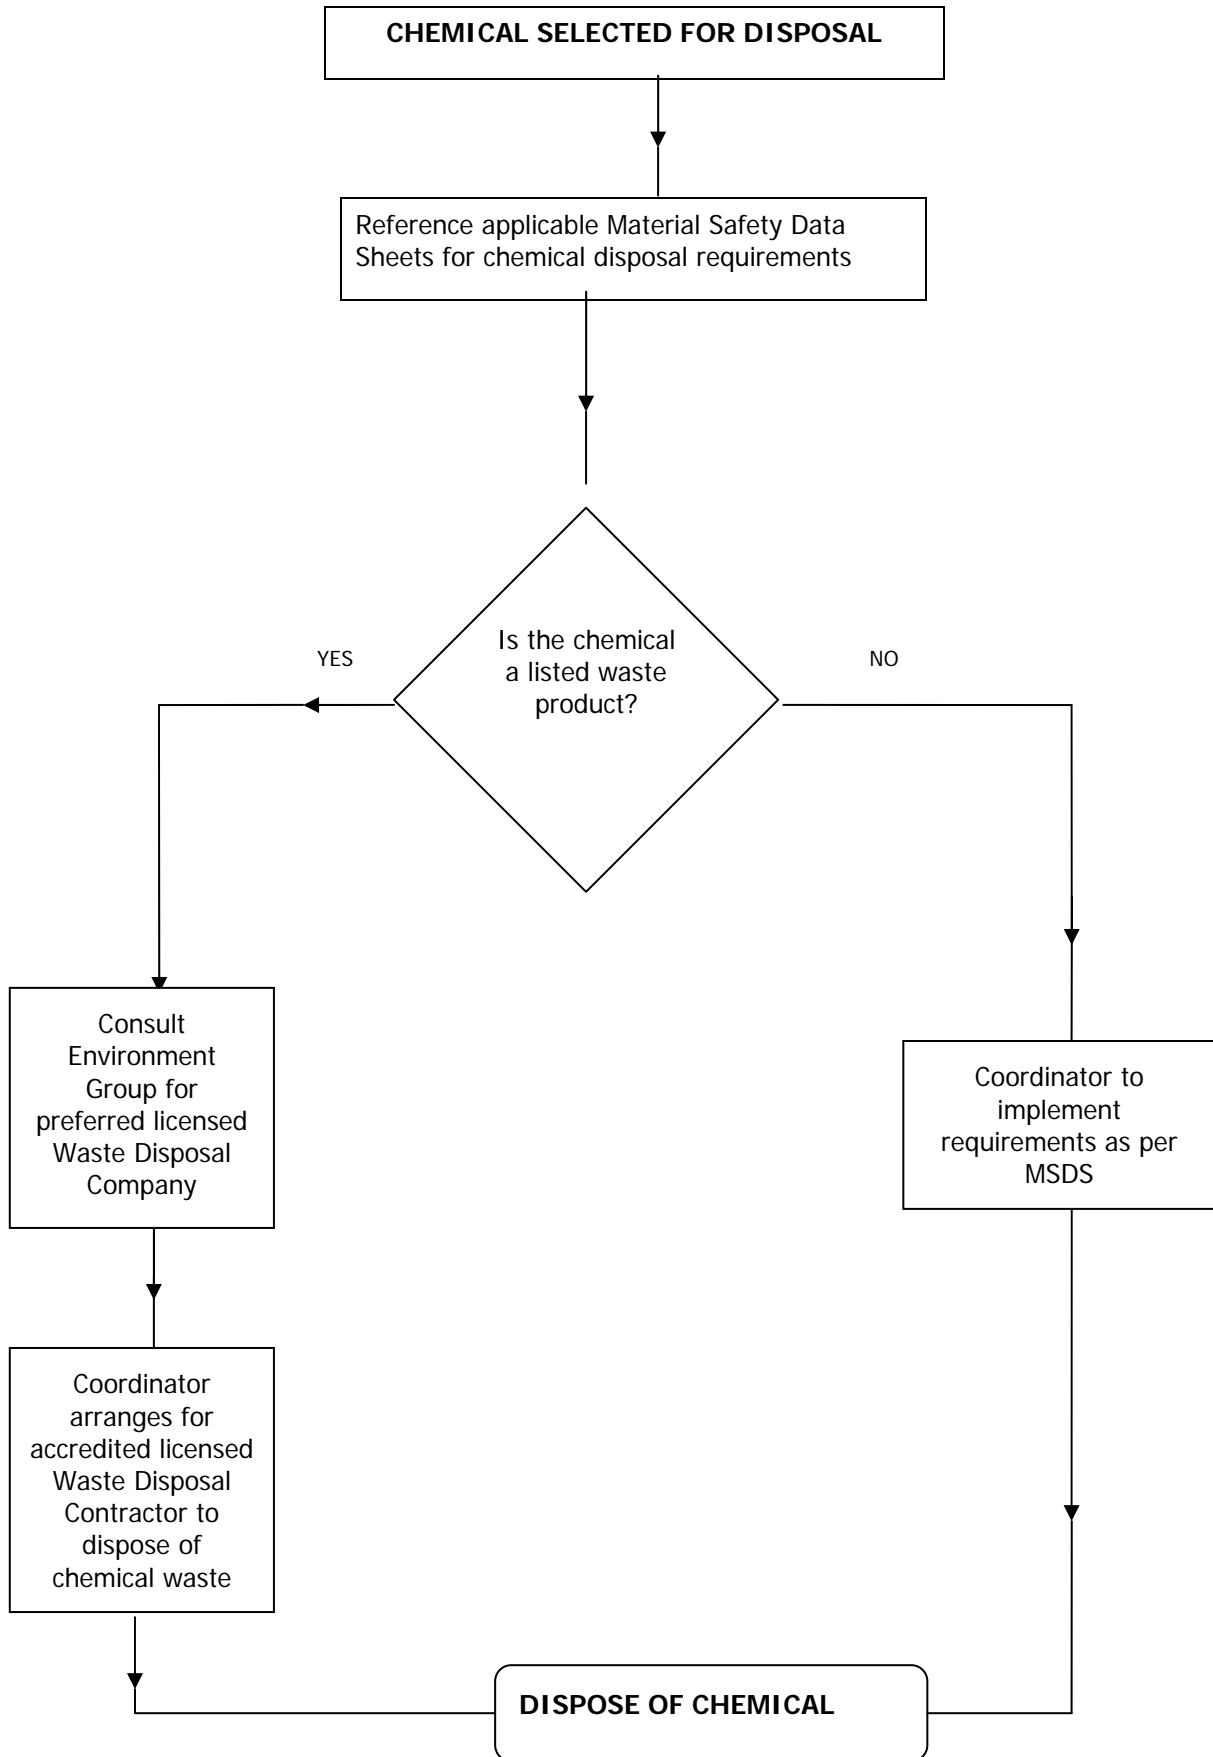 CHEMICAL SELECTED FOR DISPOSAL
Reference applicable Material Safety Data
Sheets for chemical disposal requirements
Is the chemical
a listed waste
product?
YES
NO
Consult
Environment
Group for
preferred licensed
Waste Disposal
Company
Coordinator to
implement
requirements as per
MSDS
Coordinator
arranges for
accredited licensed
Waste Disposal
Contractor to
dispose of
chemical waste
DISPOSE OF CHEMICAL